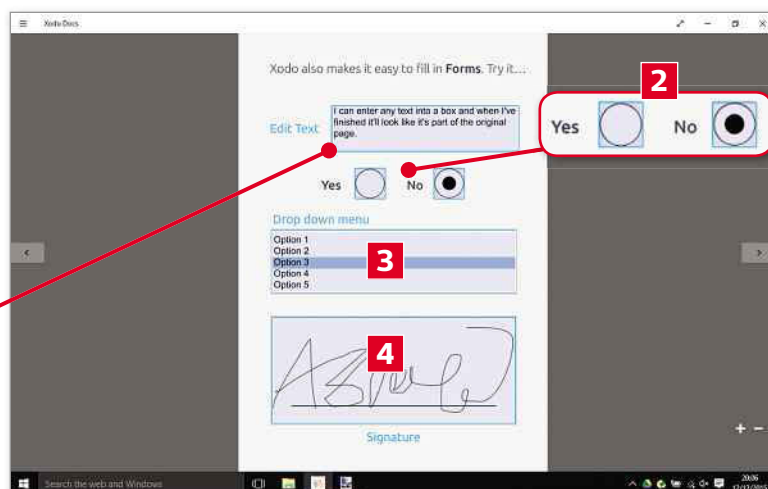 Xodo Docs
Xodo also makes it easy to fill in Forms. Try it...
Edit Text
I can enter any text into a box and when I've
finished it'll look like it's part of the original
page.
Yes No
2
Yes No
Drop down menu
Option 1
Option 2
Option 3
Option 4
Option 5
3
4
Signature
Search the web and Windows
20:06